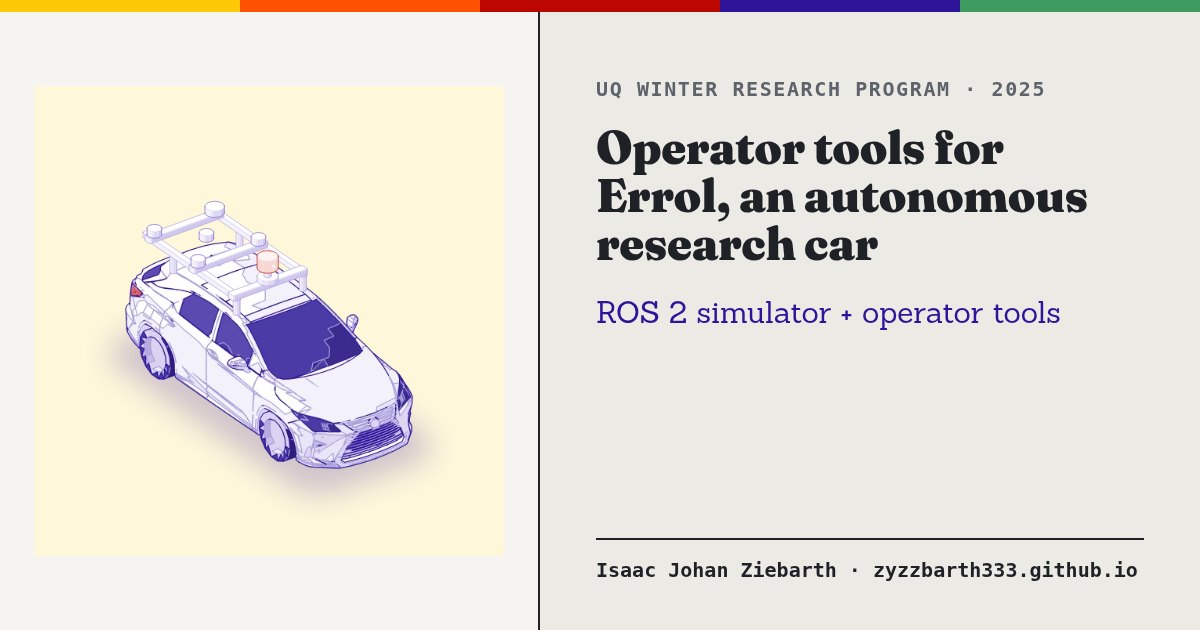 UQ WINTER RESEARCH PROGRAM · 2025
Operator tools for
Errol, an autonomous
research car
ROS 2 simulator + operator tools
Isaac Johan Ziebarth · zyzzbarth333.github.io